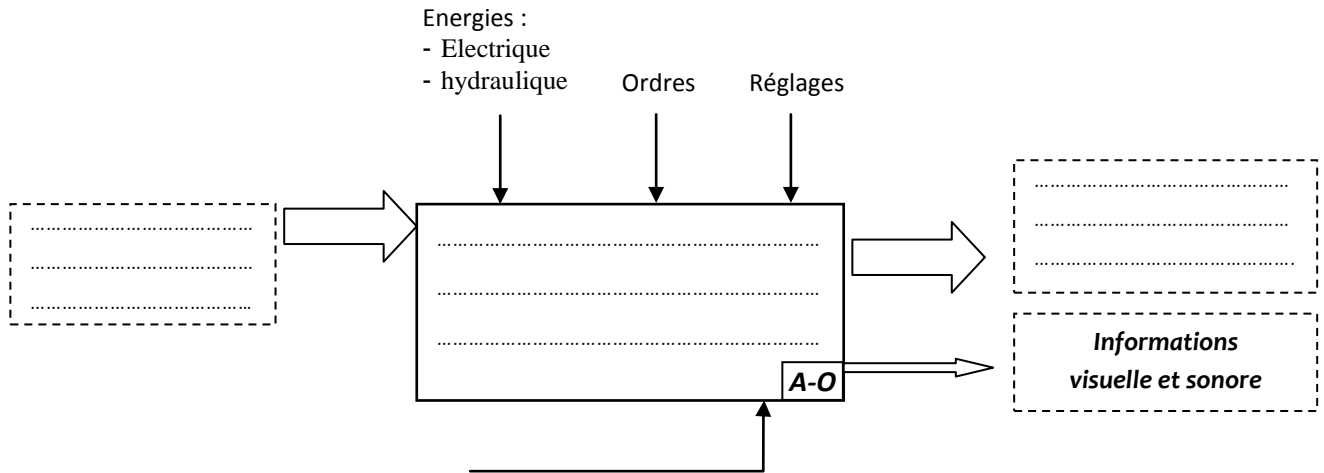 Energies :
- Electrique
- hydraulique
Ordres
Réglages
……………………………………
……………………………………
……………………………………
…………………………………………………………
…………………………………………………………
…………………………………………………………
A-O
…………………………………………
…………………………………………
………………………………………….
Informations
visuelle et sonore